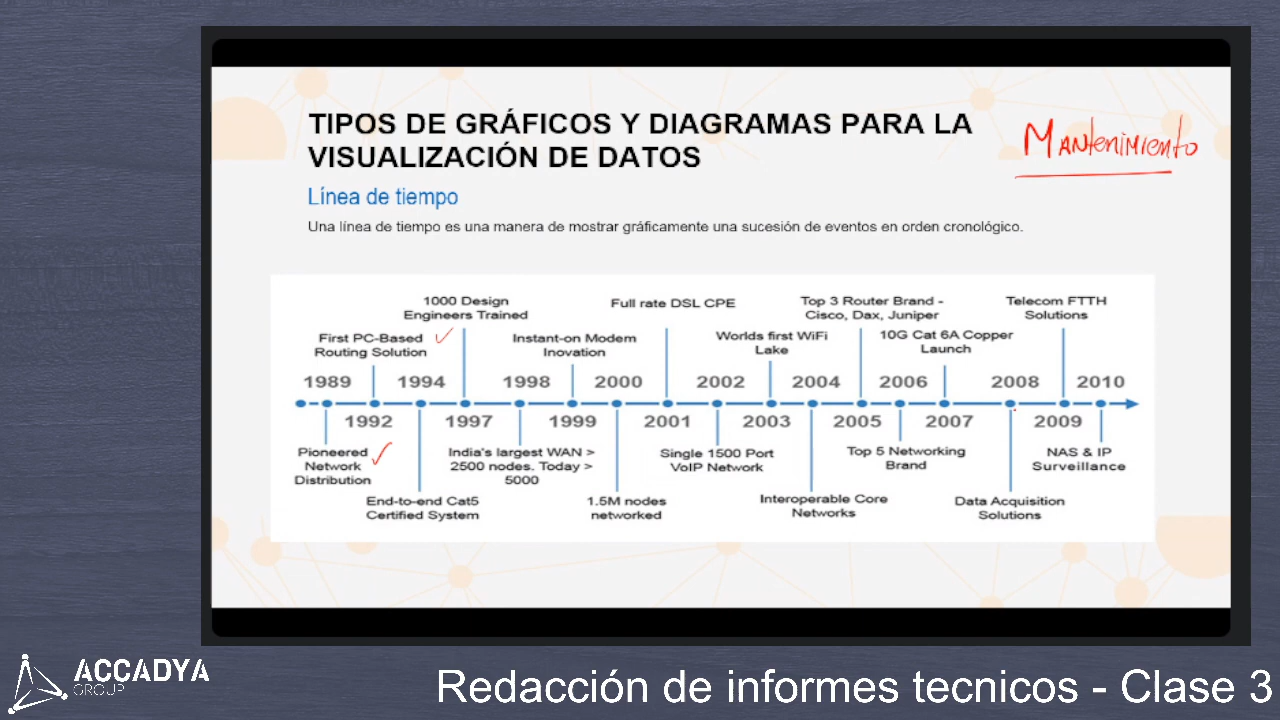 TIPOS DE GRÁFICOS Y DIAGRAMAS PARA LA
VISUALIZACIÓN DE DATOS
Mantenimiento
Línea de tiempo
Una línea de tiempo es una manera de mostrar gráficamente una sucesión de eventos en orden cronológico.
1000 Design
Engineers Trained
Full rate DSL CPE
Top 3 Router Brand -
Cisco, Dax, Juniper
Telecom FTTH
Solutions
First PC-Based
Routing Solution
Instant-on Modem
Inovation
Worlds first WiFi
Lake
10G Cat 6A Copper
Launch
1989 1994 1998 2000 2002 2004 2006 2008 2010
1992 1997 1999 2001 2003 2005 2007 2009
Pioneered
Network
Distribution
India's largest WAN >
2500 nodes. Today >
5000
Single 1500 Port
VoIP Network
Top 5 Networking
Brand
NAS & IP
Surveillance
End-to-end Cat5
Certified System
1.5M nodes
networked
Interoperable Core
Networks
Data Acquisition
Solutions
ACCADYA
GROUP
Redacción de informes tecnicos - Clase 3